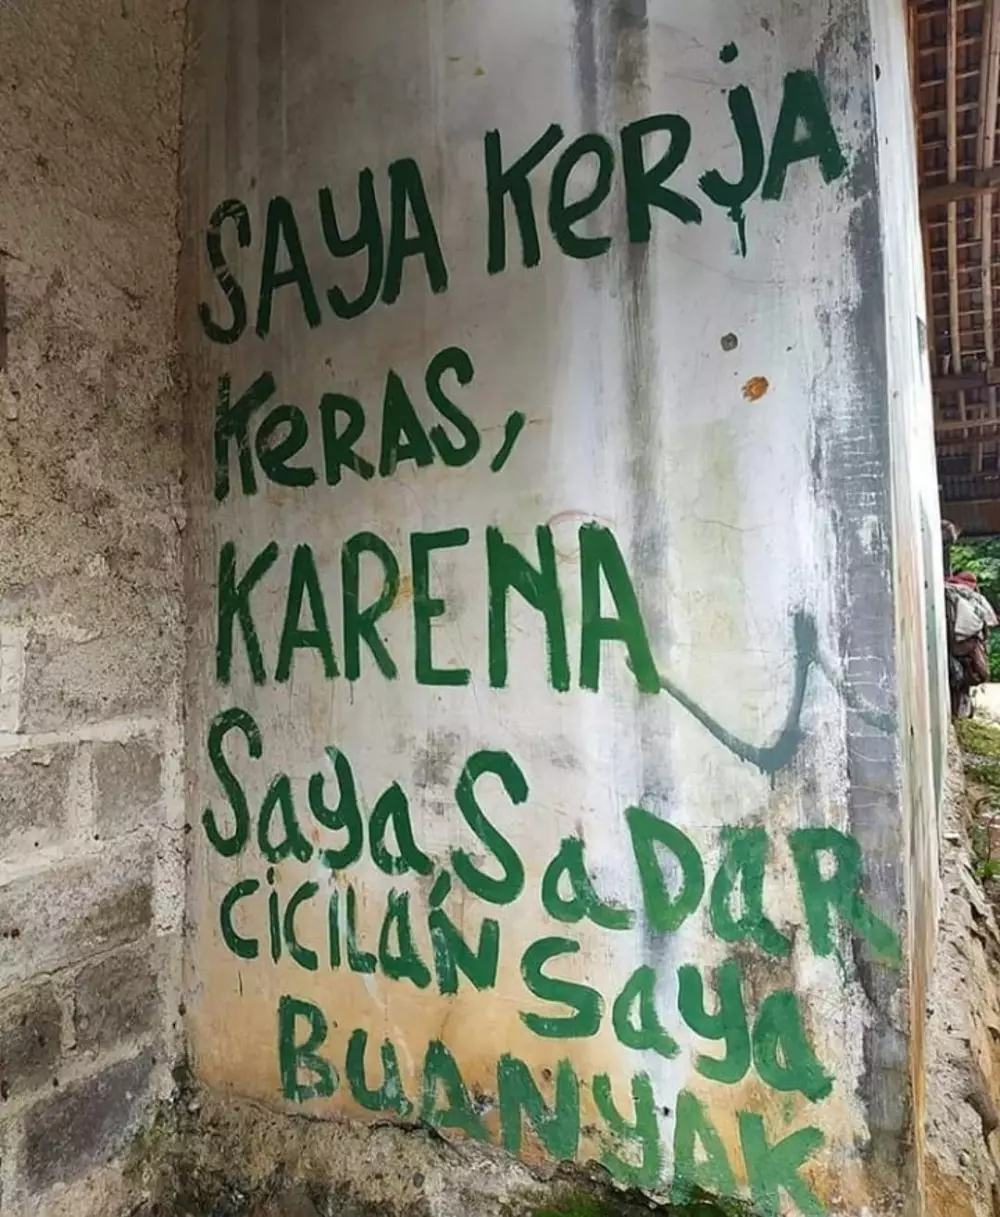 SAYA KeRJA
KeRAS,
KARENA
Saya SaDaR
CICILAN Saya
BUANYAK